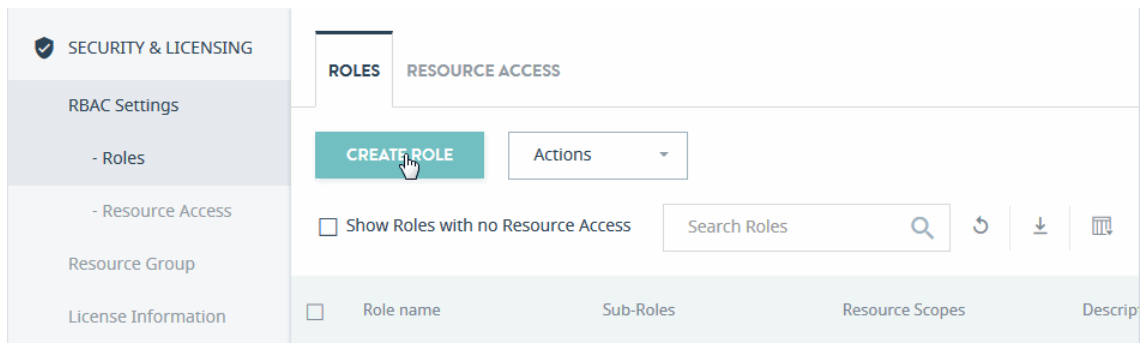 SECURITY & LICENSING
RBAC Settings
- Roles
- Resource Access
Resource Group
License Information
ROLES RESOURCE ACCESS
CREATE ROLE Actions
Show Roles with no Resource Access Search Roles
Role name Sub-Roles Resource Scopes Descrip